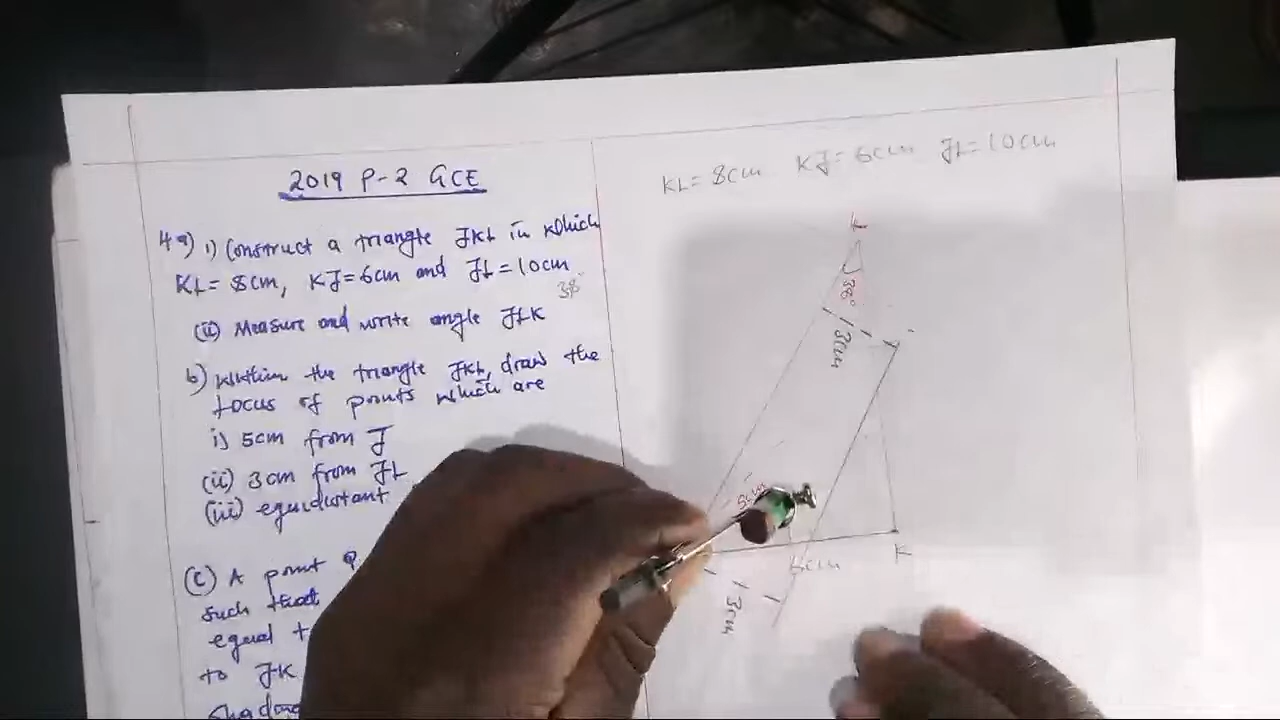 2019 P-2 GCE
4a) i) Construct a triangle JKL in which
KL = 8cm, KJ = 6cm and JL = 10cm
38°
(ii) Measure and write angle JLK
b) Within the triangle JKL, draw the
locus of points which are
i) 5cm from J
(ii) 3cm from JL
(iii) equidistant
(c) A point Q
such that
equal t
to JK
shading
KL = 8cm KJ = 6cm JL = 10cm
L
38°
3cm
5cm
6cm
K
3cm